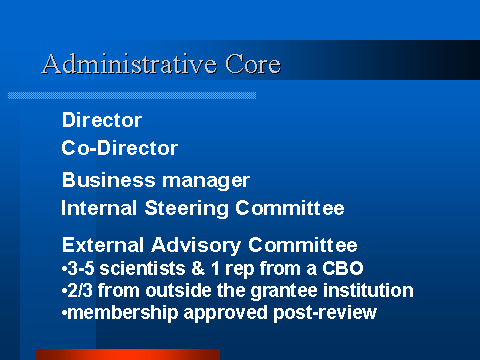 Administrative Core
Director
Co-Director
Business manager
Internal Steering Committee
External Advisory Committee
•3-5 scientists & 1 rep from a CBO
•2/3 from outside the grantee institution
•membership approved post-review